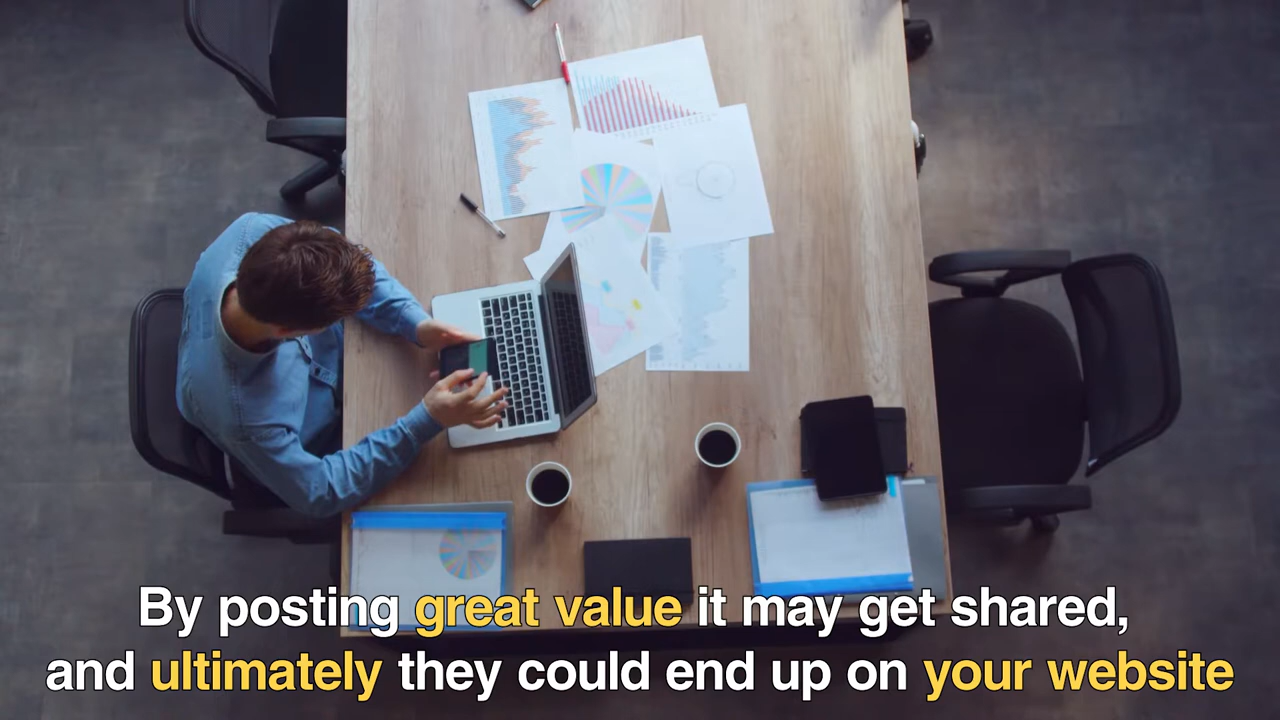 By posting great value it may get shared,
and ultimately they could end up on your website